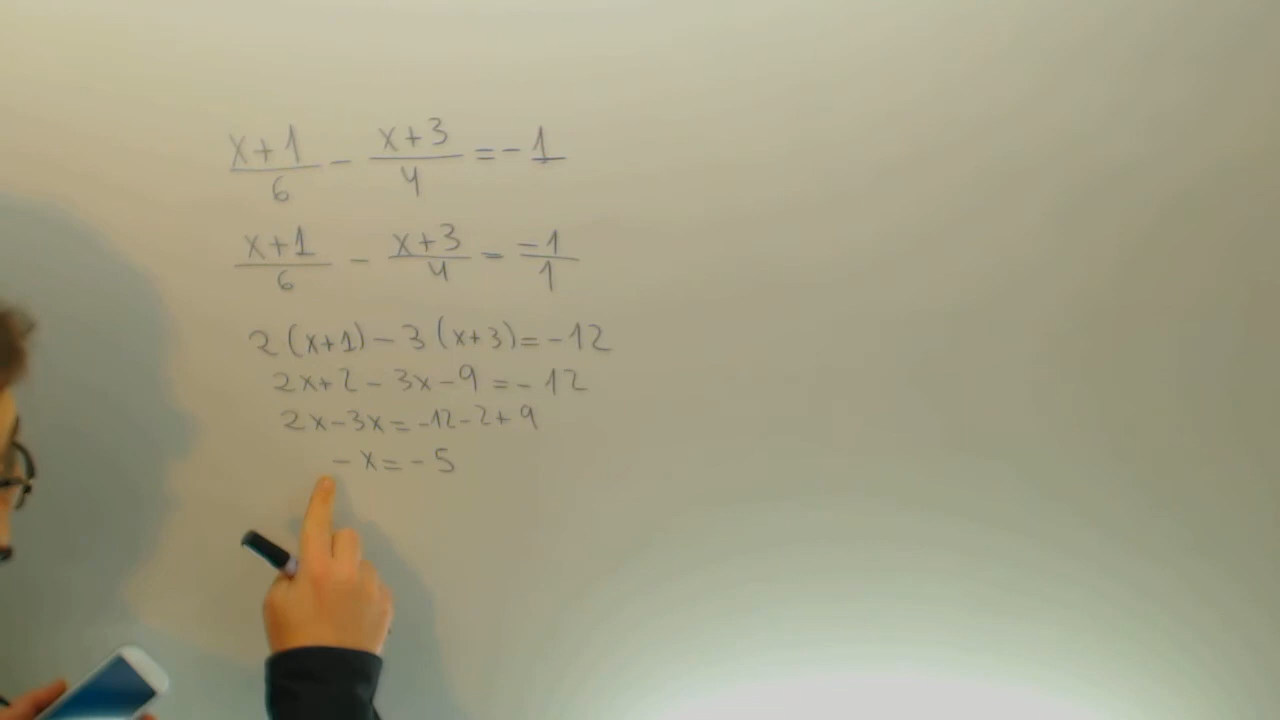 x+1/6 - x+3/4 = -1
x+1/6 - x+3/4 = -1/1
2(x+1)-3(x+3)=-12
2x+2-3x-9=-12
2x-3x=-12-2+9
-x=-5